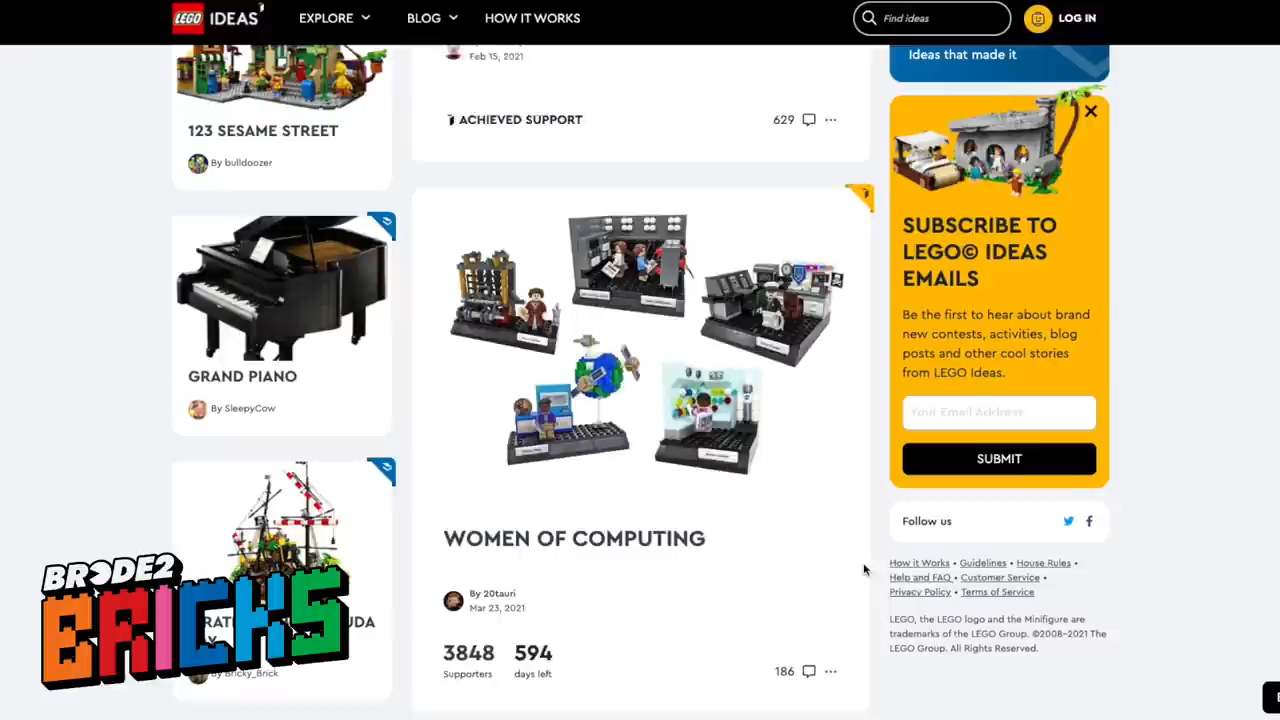 LEGO IDEAS
EXPLORE
BLOG
HOW IT WORKS
Find ideas
LOG IN
123 SESAME STREET
By bulldoozer
GRAND PIANO
By SleepyCow
By Bricky_Brick
BRODE2
BRICKS
Feb 15, 2021
ACHIEVED SUPPORT
629
WOMEN OF COMPUTING
By 20tauri
Mar 23, 2021
3848 594
Supporters days left
186
Ideas that made it
SUBSCRIBE TO
LEGO© IDEAS
EMAILS
Be the first to hear about brand
new contests, activities, blog
posts and other cool stories
from LEGO Ideas.
Your Email Address
SUBMIT
Follow us
How it Works • Guidelines • House Rules •
Help and FAQ • Customer Service •
Privacy Policy • Terms of Service
LEGO, the LEGO logo and the Minifigure are
trademarks of the LEGO Group. ©2008-2021 The
LEGO Group. All Rights Reserved.